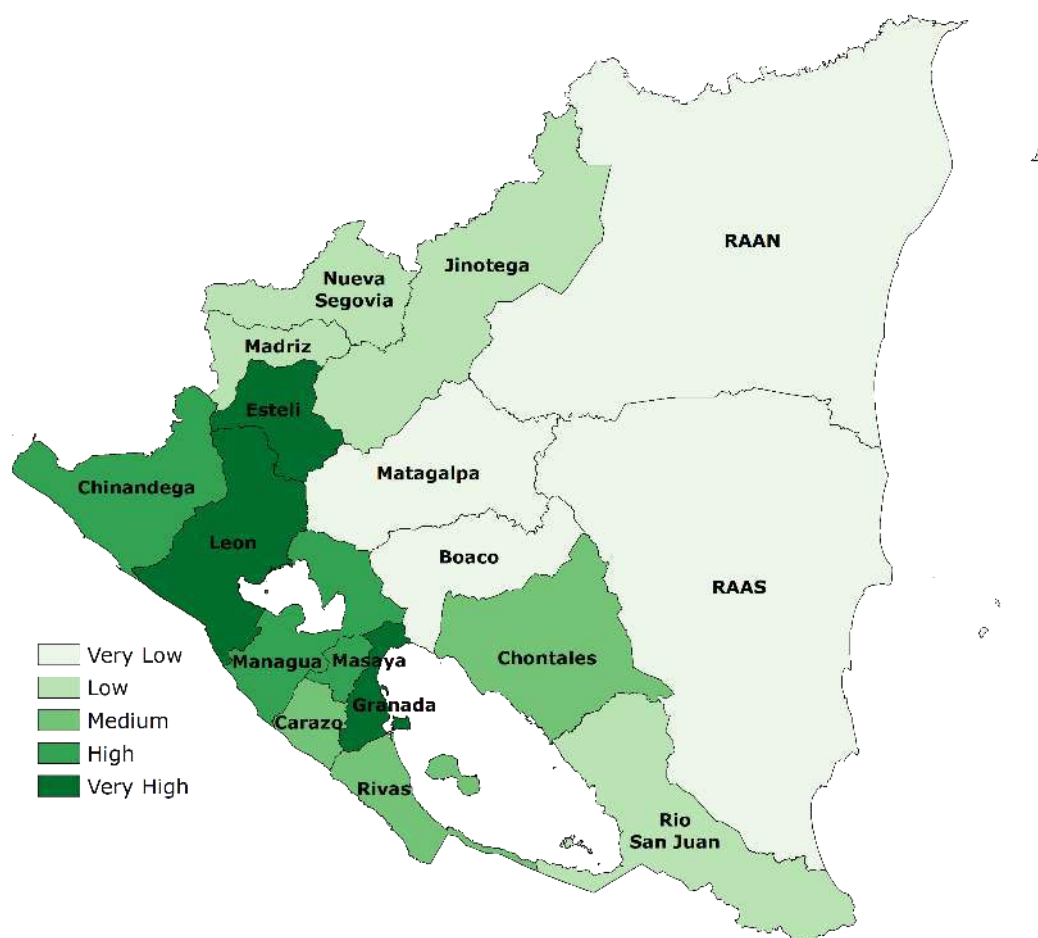 RAAN
Jinotega
Nueva
Segovia
Madriz
Esteli
Matagalpa
Chinandega
Leon
Boaco
RAAS
Chontales
Managua
Masaya
Granada
Carazo
Rivas
Rio
San Juan
Very Low
Low
Medium
High
Very High